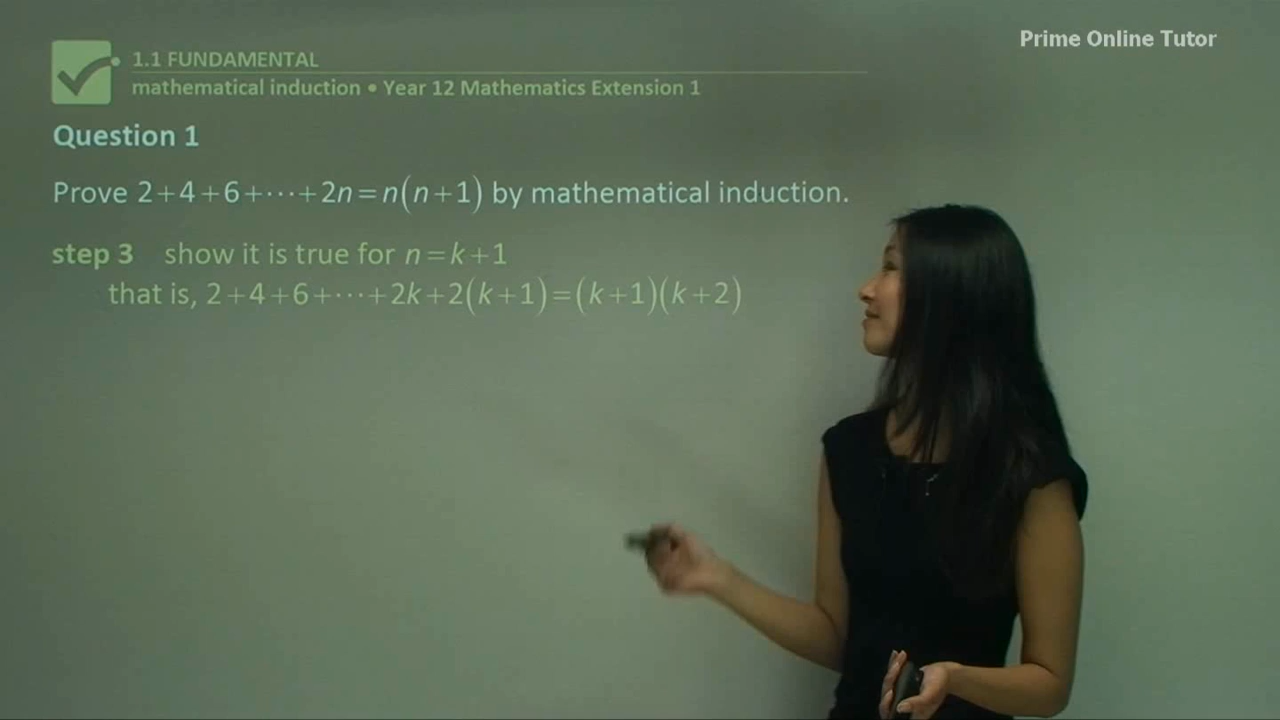 Prime Online Tutor
1.1 FUNDAMENTAL
mathematical induction • Year 12 Mathematics Extension 1
Question 1
Prove 2+4+6+⋯+2n=n(n+1) by mathematical induction.
step 3 show it is true for n=k+1
that is, 2+4+6+⋯+2k+2(k+1)=(k+1)(k+2)